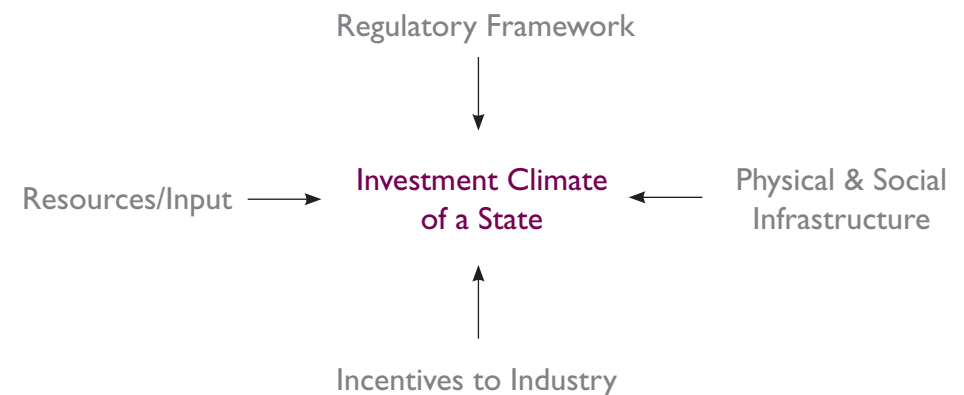 Regulatory Framework
Resources/Input
Investment Climate
of a State
Physical & Social
Infrastructure
Incentives to Industry